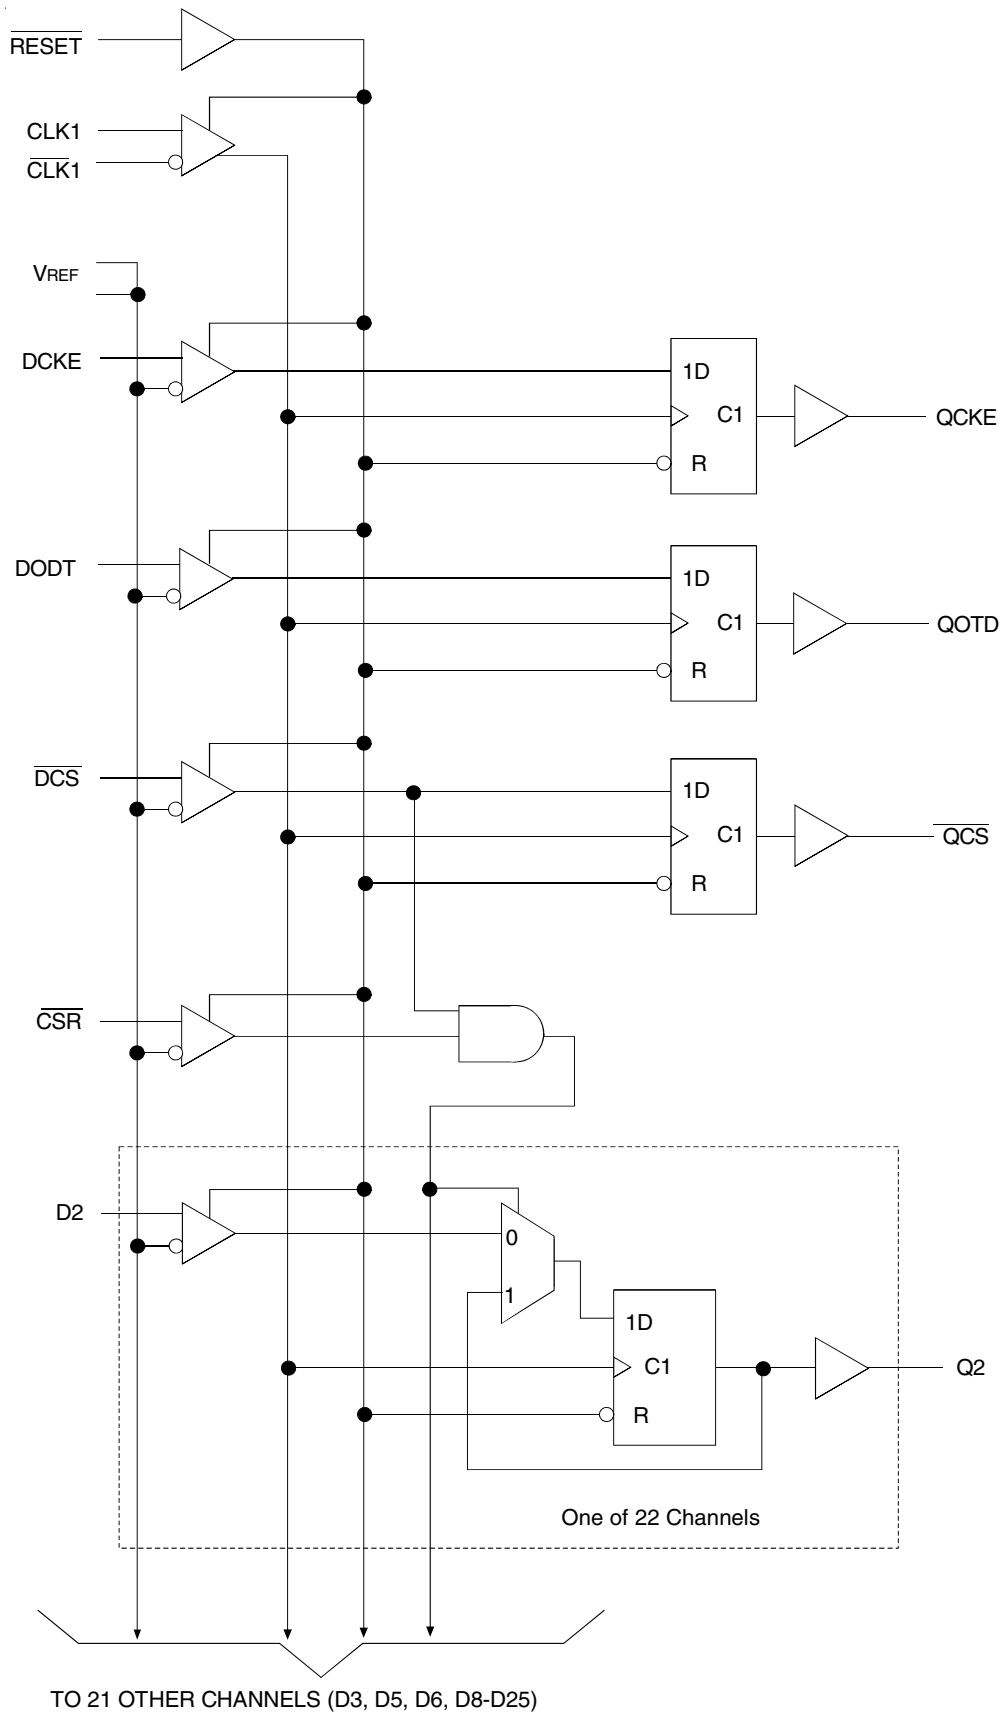 RESET
CLK1
CLK1
VREF
DCKE
1D
C1
QCKE
R
DODT
1D
C1
QOTD
R
DCS
1D
C1
QCS
R
CSR
D2
0
1
1D
C1
Q2
R
One of 22 Channels
TO 21 OTHER CHANNELS (D3, D5, D6, D8-D25)